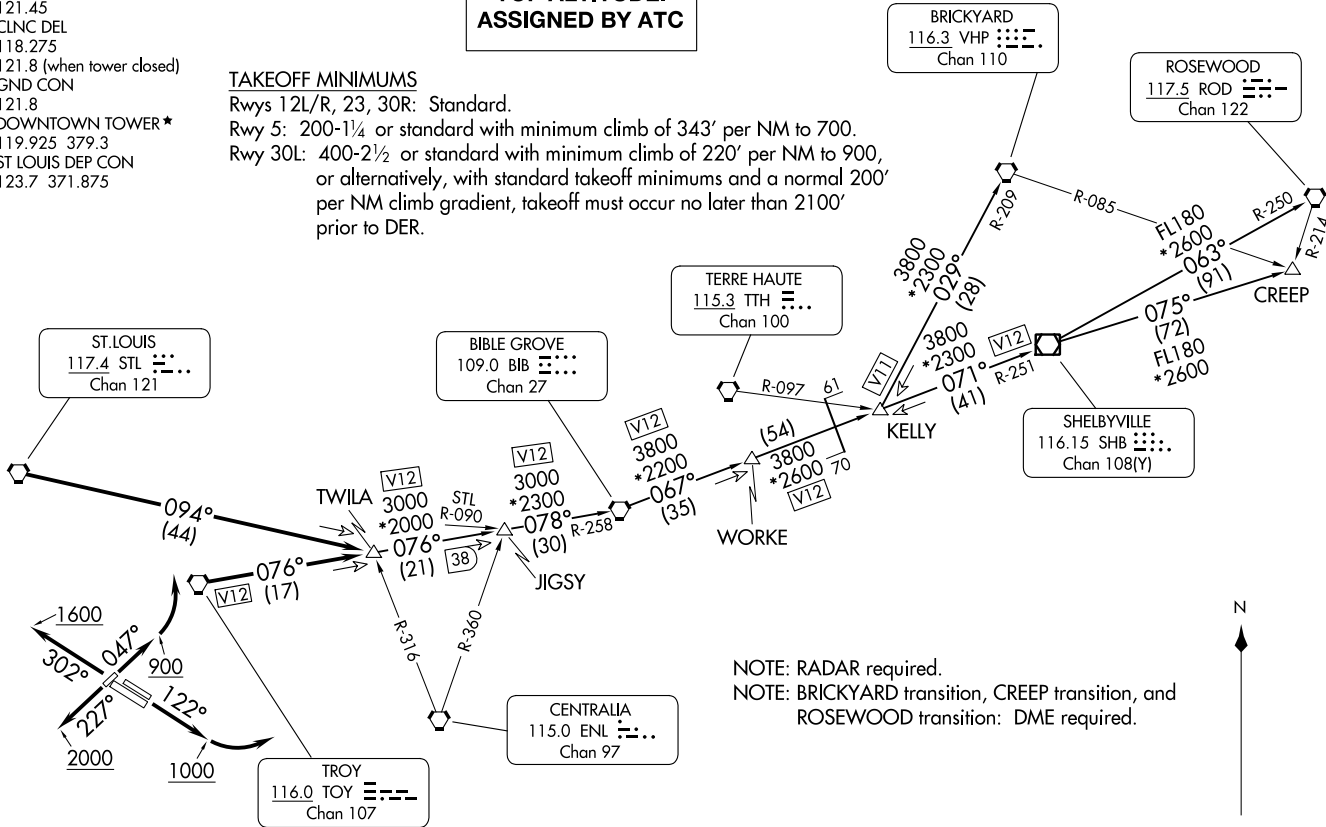 121.45
CLNC DEL
118.275
121.8 (when tower closed)
GND CON
121.8
DOWNTOWN TOWER★
119.925 379.3
ST LOUIS DEP CON
123.7 371.875
ASSIGNED BY ATC
TAKEOFF MINIMUMS
Rwys 12L/R, 23, 30R: Standard.
Rwy 5: 200-1¼ or standard with minimum climb of 343' per NM to 700.
Rwy 30L: 400-2½ or standard with minimum climb of 220' per NM to 900,
or alternatively, with standard takeoff minimums and a normal 200'
per NM climb gradient, takeoff must occur no later than 2100'
prior to DER.
BRICKYARD
116.3 VHP
Chan 110
ROSEWOOD
117.5 ROD
Chan 122
R-209
R-085
R-250
R-214
FL180
*2600
063°
(91)
CREEP
075°
(72)
FL180
*2600
3800
*2300
029°
(28)
TERRE HAUTE
115.3 TTH
Chan 100
R-097
V11
3800
*2300
071°
(41)
V12
R-251
KELLY
SHELBYVILLE
116.15 SHB
Chan 108(Y)
ST.LOUIS
117.4 STL
Chan 121
BIBLE GROVE
109.0 BIB
Chan 27
61
70
(54)
3800
*2600
V12
V12
3800
*2200
067°
(35)
WORKE
V12
3000
*2300
078°
(30)
R-258
JIGSY
TWILA
V12
3000
*2000
076°
(21)
STL
R-090
38
094°
(44)
076°
(17)
V12
R-316
R-360
1600
302°
047°
900
227°
122°
2000
1000
TROY
116.0 TOY
Chan 107
CENTRALIA
115.0 ENL
Chan 97
NOTE: RADAR required.
NOTE: BRICKYARD transition, CREEP transition, and
ROSEWOOD transition: DME required.
N